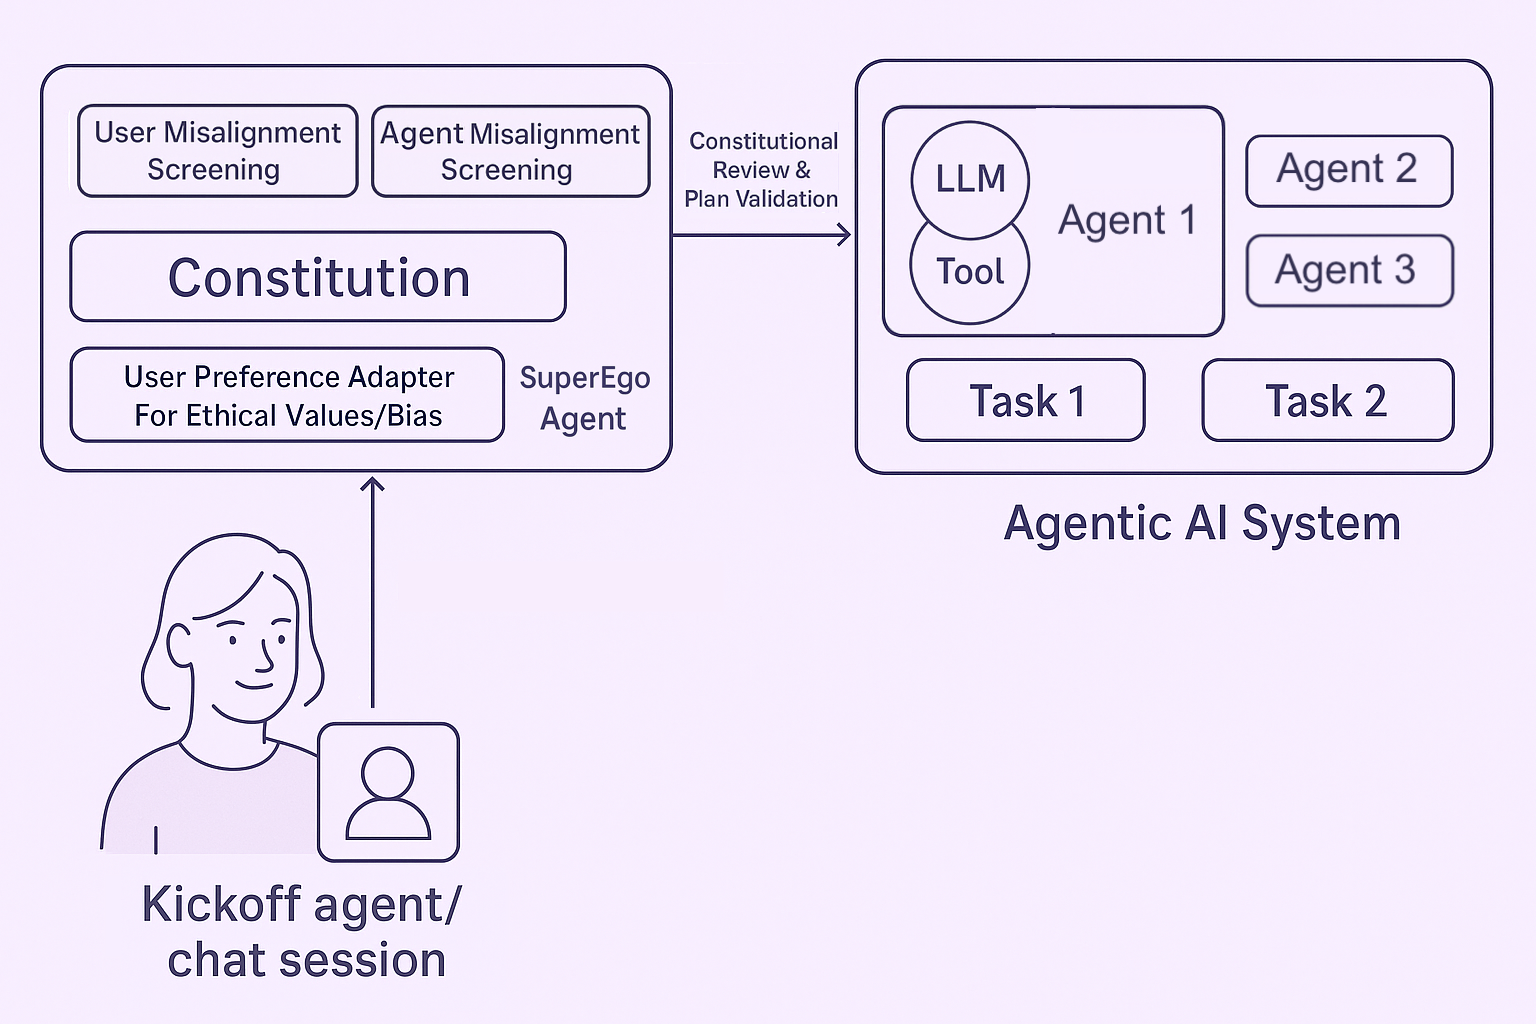 User Misalignment
Screening
Agent Misalignment
Screening
Constitution
User Preference Adapter
For Ethical Values/Bias
SuperEgo
Agent
Constitutional
Review &
Plan Validation
LLM
Tool
Agent 1
Agent 2
Agent 3
Task 1
Task 2
Agentic AI System
Kickoff agent/
chat session